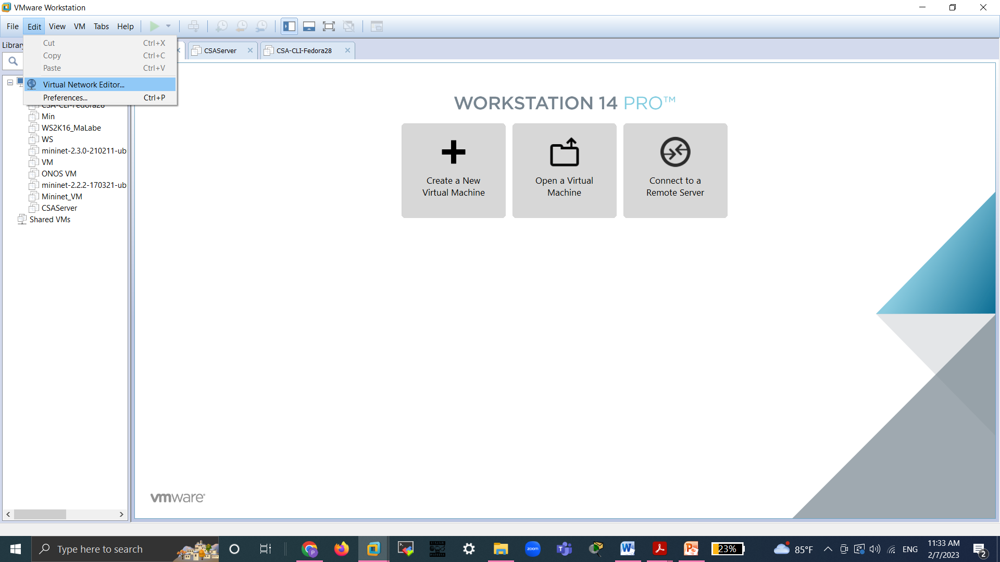 VMware Workstation
File Edit View VM Tabs Help
Library
Cut Ctrl+X
Copy Ctrl+C
Paste Ctrl+V
Virtual Network Editor...
Preferences... Ctrl+P
CSAServer
CSA-CLI-Fedora28
CSA-CLI-Fedora28
Min
WS2K16_MaLabe
WS
mininet-2.3.0-210211-ub
VM
ONOS VM
mininet-2.2.2-170321-ub
Mininet_VM
CSAServer
Shared VMs
WORKSTATION 14 PRO™
Create a New
Virtual Machine
Open a Virtual
Machine
Connect to a
Remote Server
vmware
Type here to search
P
zoom
23%
85°F
ENG
11:33 AM
2/7/2023
2